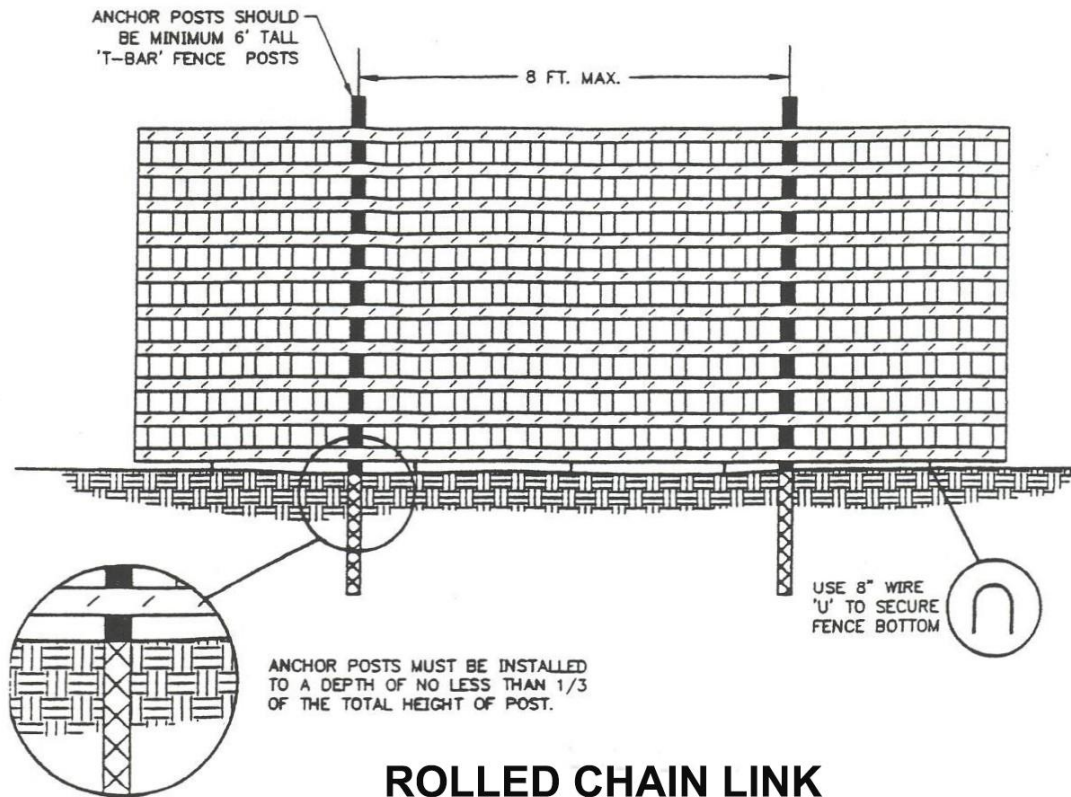 ANCHOR POSTS SHOULD
BE MINIMUM 6' TALL
'T-BAR' FENCE POSTS
8 FT. MAX.
USE 8" WIRE
'U' TO SECURE
FENCE BOTTOM
ANCHOR POSTS MUST BE INSTALLED
TO A DEPTH OF NO LESS THAN 1/3
OF THE TOTAL HEIGHT OF POST.
ROLLED CHAIN LINK